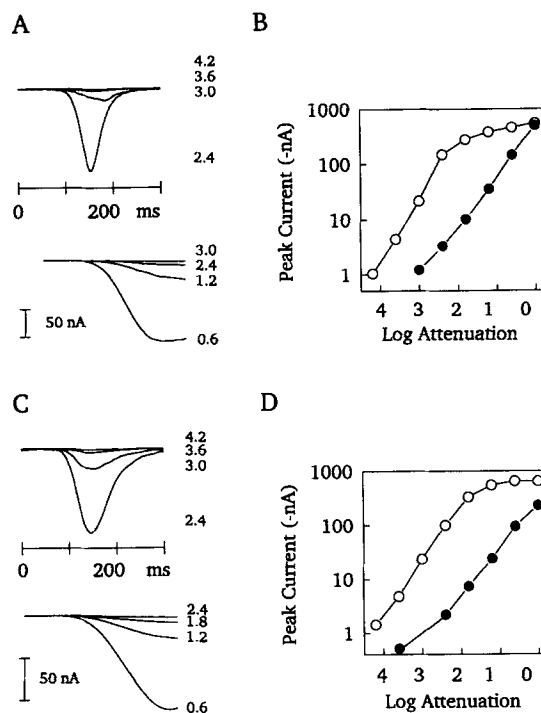 A
4.2
3.6
3.0
2.4
0 200 ms
3.0
2.4
1.2
0.6
50 nA
B
Peak Current (-nA)
1000
100
10
1
4 3 2 1 0
Log Attenuation
C
4.2
3.6
3.0
2.4
0 200 ms
2.4
1.8
1.2
0.6
50 nA
D
Peak Current (-nA)
1000
100
10
1
4 3 2 1 0
Log Attenuation